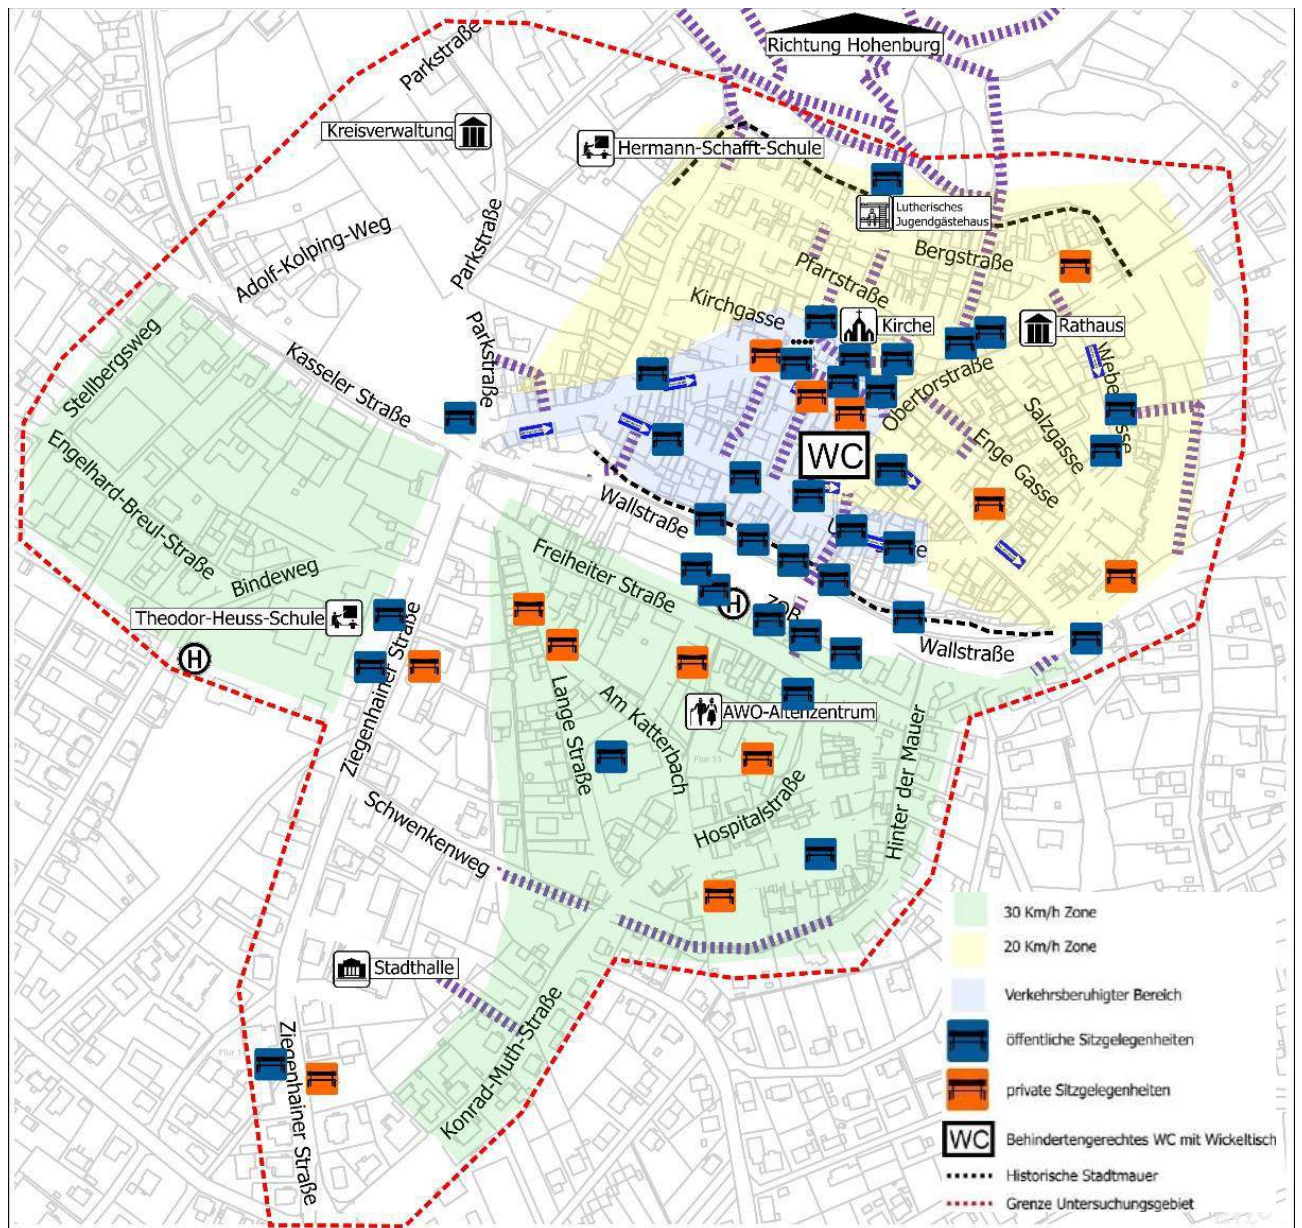 Richtung Hohenburg
Parkstraße
Kreisverwaltung
Hermann-Schafft-Schule
Lutherisches
Jugendgästehaus
Parkstraße
Adolf-Kolping-Weg
Bergstraße
Pfarrstraße
Kirchgasse
Kirche
Rathaus
Parkstraße
Stellbergsweg
Kasseler Straße
Obertorstraße
Salzgasse
Enge Gasse
WC
Engelhard-Breul-Straße
Wallstraße
Freiheiter Straße
Bindeweg
H
ZOB
Theodor-Heuss-Schule
H
Wallstraße
Ziegenhainer Straße
Lange Straße
Am Katterbach
AWO-Altenzentrum
Hinter der Mauer
Flur 13
Hospitalstraße
Schwenkenweg
Stadthalle
Konrad-Muth-Straße
Ziegenhainer Straße
30 Km/h Zone
20 Km/h Zone
Verkehrsberuhigter Bereich
öffentliche Sitzgelegenheiten
private Sitzgelegenheiten
WC Behindertengerechtes WC mit Wickeltisch
Historische Stadtmauer
Grenze Untersuchungsgebiet